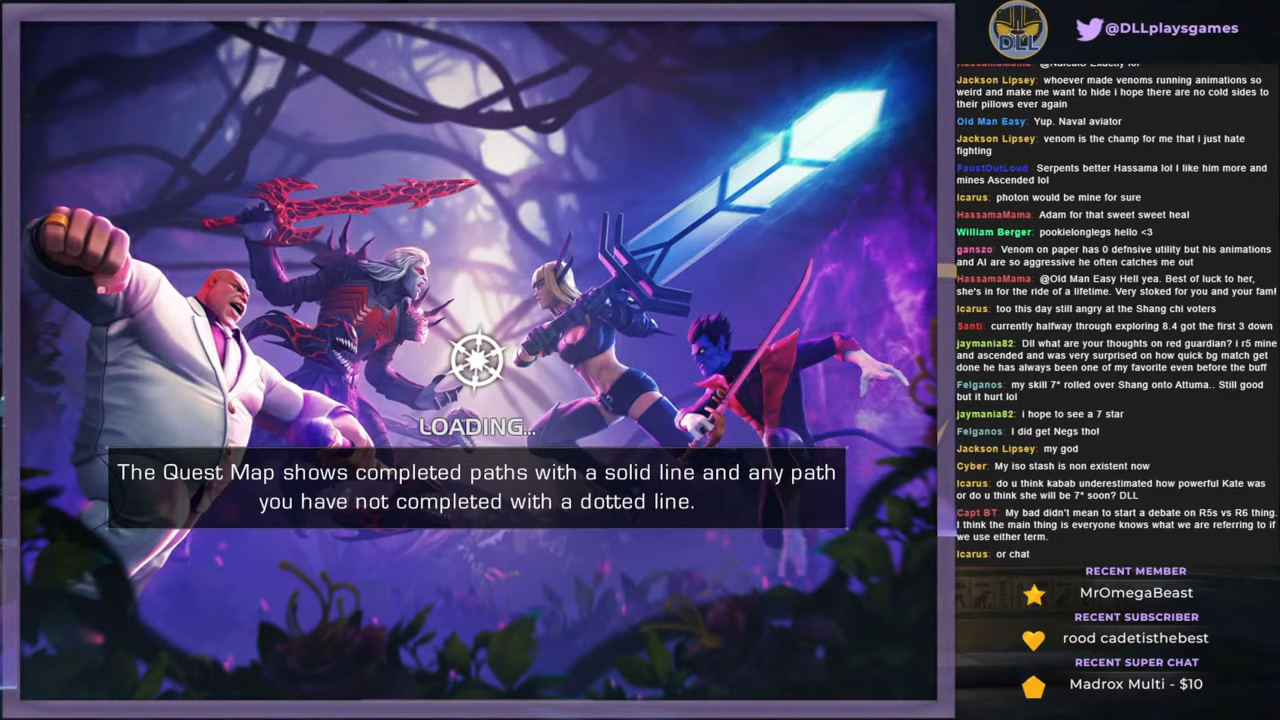 LOADING...
The Quest Map shows completed paths with a solid line and any path
you have not completed with a dotted line.
DLL
@DLLplaysgames
HassamaMama: @NaledIO Exactly lol
Jackson Lipsey: whoever made venoms running animations so
weird and make me want to hide i hope there are no cold sides to
their pillows ever again
Old Man Easy: Yup. Naval aviator
Jackson Lipsey: venom is the champ for me that i just hate
fighting
FaustOutLoud: Serpents better Hassama lol I like him more and
mines Ascended lol
Icarus: photon would be mine for sure
HassamaMama: Adam for that sweet sweet heal
William Berger: pookielonglegs hello <3
ganszo: Venom on paper has 0 defnsive utility but his animations
and AI are so aggressive he often catches me out
HassamaMama: @Old Man Easy Hell yea. Best of luck to her,
she's in for the ride of a lifetime. Very stoked for you and your fam!
Icarus: too this day still angry at the Shang chi voters
Santi: currently halfway through exploring 8.4 got the first 3 down
jaymania82: Dll what are your thoughts on red guardian? i r5 mine
and ascended and was very surprised on how quick bg match get
done he has always been one of my favorite even before the buff
Felganos: my skill 7* rolled over Shang onto Attuma.. Still good
but it hurt lol
jaymania82: i hope to see a 7 star
Felganos: I did get Negs tho!
Jackson Lipsey: my god
Cyber: My iso stash is non existent now
Icarus: do u think kabab underestimated how powerful Kate was
or do u think she will be 7* soon? DLL
Capt BT: My bad didn't mean to start a debate on R5s vs R6 thing.
I think the main thing is everyone knows what we are referring to if
we use either term.
Icarus: or chat
RECENT MEMBER
MrOmegaBeast
RECENT SUBSCRIBER
rood cadetisthebest
RECENT SUPER CHAT
Madrox Multi - $10